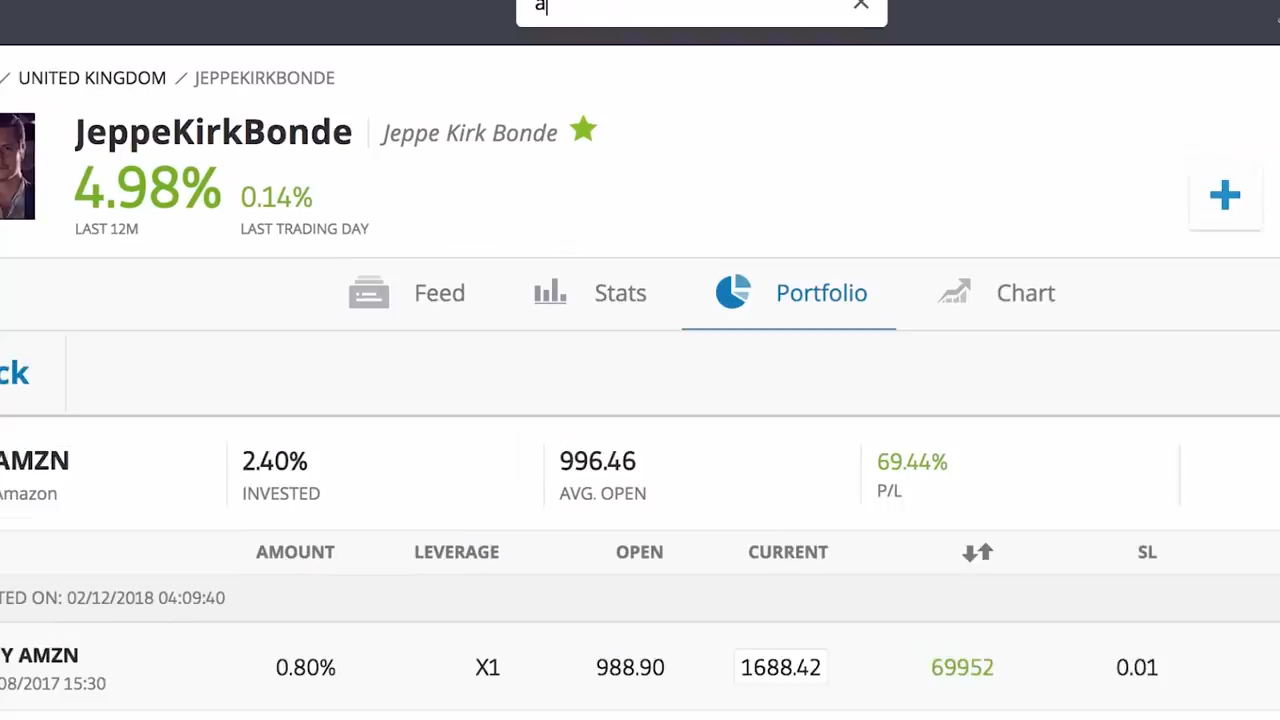 a
UNITED KINGDOM / JEPPEKIRKBONDE
JeppeKirkBonde Jeppe Kirk Bonde
4.98% 0.14%
LAST 12M LAST TRADING DAY
Feed Stats Portfolio Chart
ck
AMZN 2.40% 996.46 69.44%
Amazon INVESTED AVG. OPEN P/L
AMOUNT LEVERAGE OPEN CURRENT SL
TED ON: 02/12/2018 04:09:40
Y AMZN 0.80% X1 988.90 1688.42 69952 0.01
08/2017 15:30